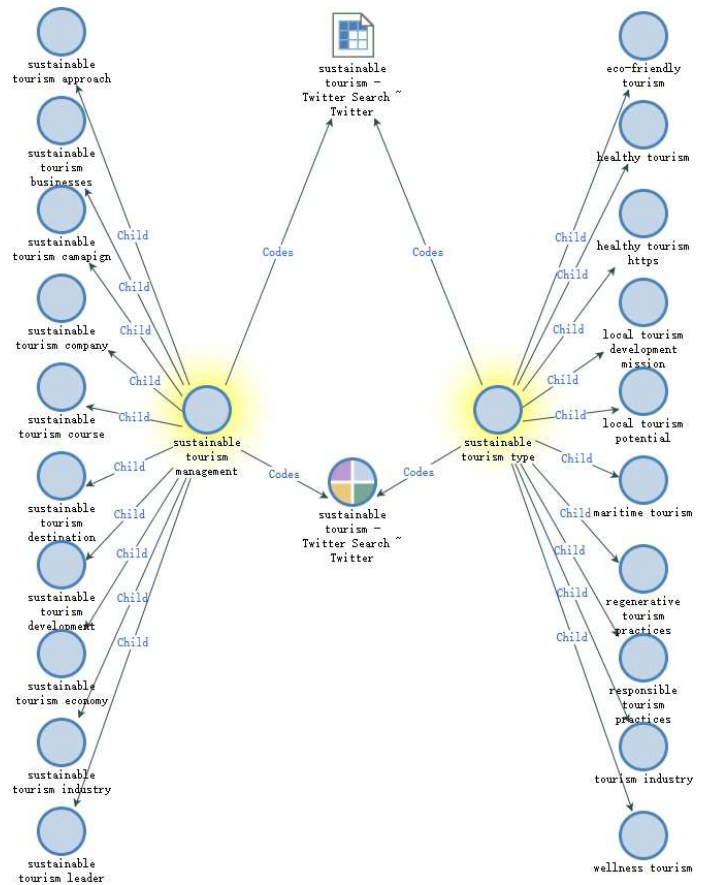 sustainable
tourism approach
sustainable
tourism
businesses
sustainable
tourism camapign
sustainable
tourism company
sustainable
tourism course
sustainable
tourism
destination
sustainable
tourism
development
sustainable
tourism economy
sustainable
tourism industry
sustainable
tourism leader
Child
Child
Child
Child
Child
Child
Child
Child
Child
Child
sustainable
tourism
management
Codes
Codes
sustainable
tourism -
Twitter Search ~
Twitter
sustainable
tourism -
Twitter Search ~
Twitter
Codes
Codes
sustainable
tourism type
Child
Child
Child
Child
Child
Child
Child
Child
Child
Child
eco-friendly
tourism
healthy tourism
healthy tourism
https
local tourism
development
mission
local tourism
potential
maritime tourism
regenerative
tourism
practices
responsible
tourism
practices
tourism industry
wellness tourism